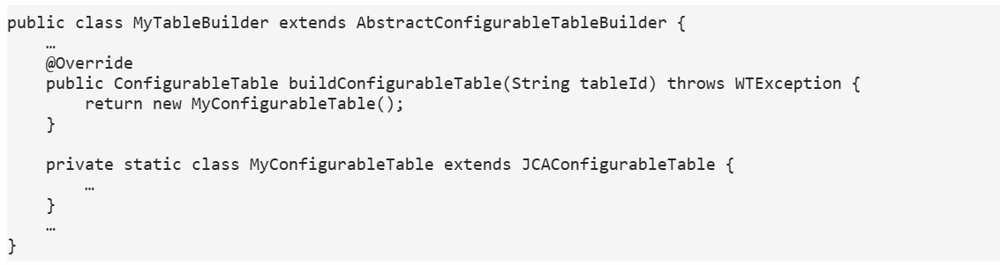 public class MyTableBuilder extends AbstractConfigurableTableBuilder {
    …
    @Override
    public ConfigurableTable buildConfigurableTable(String tableId) throws WTException {
        return new MyConfigurableTable();
    }

    private static class MyConfigurableTable extends JCAConfigurableTable {
        …
    }
    …
}